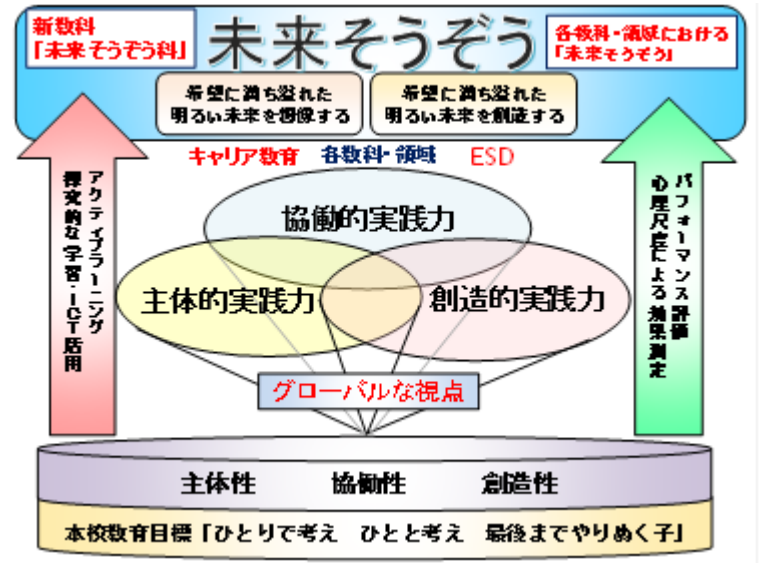 新教科
「未来そうぞう科」
未来そうぞう
各教科・領域における
「未来そうぞう」
希望に満ち溢れた
明るい未来を想像する
希望に満ち溢れた
明るい未来を創造する
キャリア教育 各教科・領域 ESD
アクティブラーニング
探究的な学習・ICT活用
協働的実践力
主体的実践力
創造的実践力
パフォーマンス評価
心理尺度による効果測定
グローバルな視点
主体性 協働性 創造性
本校教育目標「ひとりで考え ひとと考え 最後までやりぬく子」